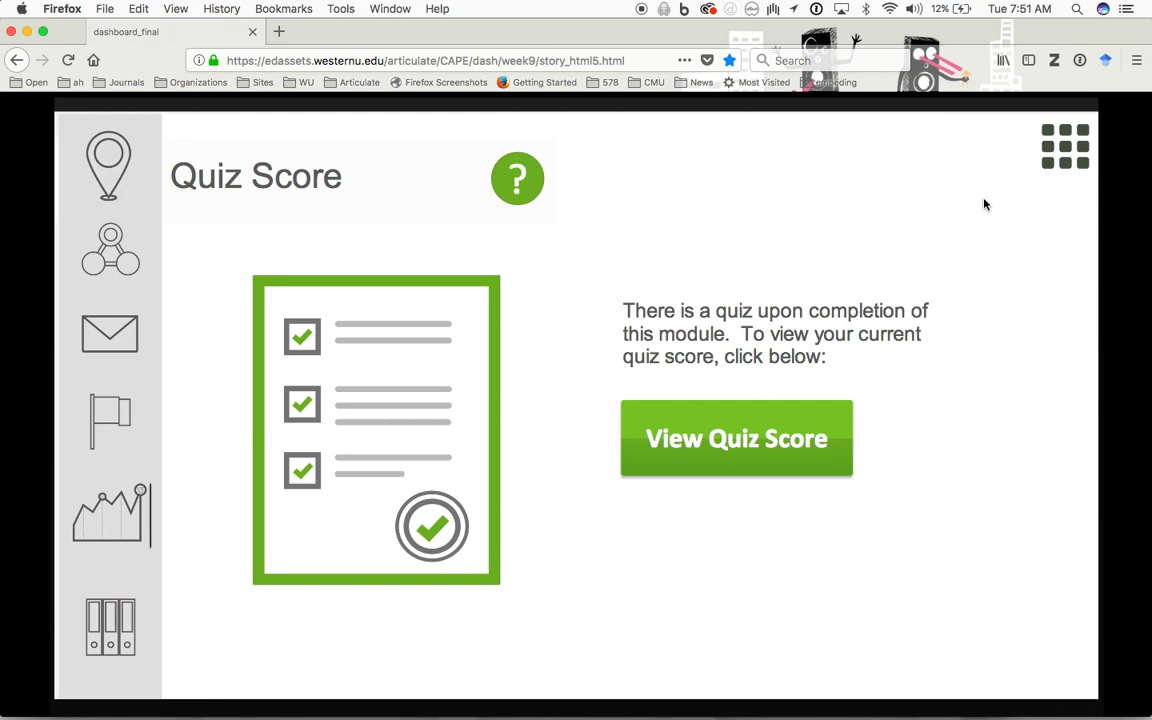 Firefox File Edit View History Bookmarks Tools Window Help 12% Tue 7:51 AM
dashboard_final
https://edassets.westernu.edu/articulate/CAPE/dash/week9/story_html5.html Search
Open ah Journals Organizations Sites WU Articulate Firefox Screenshots Getting Started 578 CMU News Most Visited embedding
Quiz Score
?
There is a quiz upon completion of
this module. To view your current
quiz score, click below:
View Quiz Score